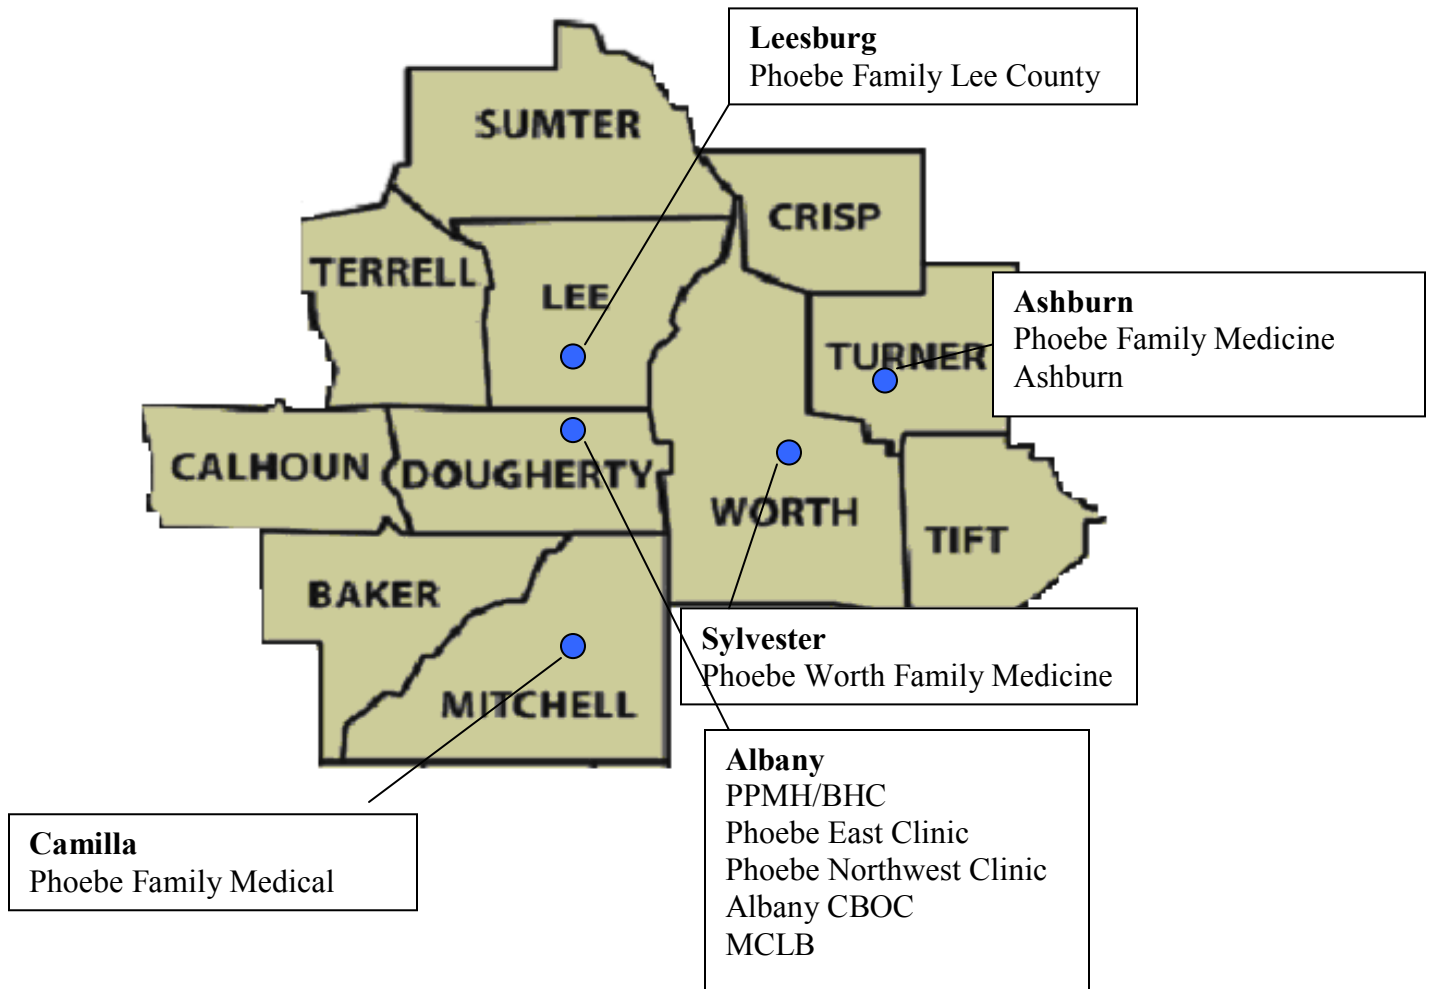 Leesburg
Phoebe Family Lee County
SUMTER
CRISP
TERRELL
LEE
Ashburn
Phoebe Family Medicine
Ashburn
TURNER
CALHOUN
DOUGHERTY
WORTH
TIFT
BAKER
MITCHELL
Sylvester
Phoebe Worth Family Medicine
Albany
PPMH/BHC
Phoebe East Clinic
Phoebe Northwest Clinic
Albany CBOC
MCLB
Camilla
Phoebe Family Medical